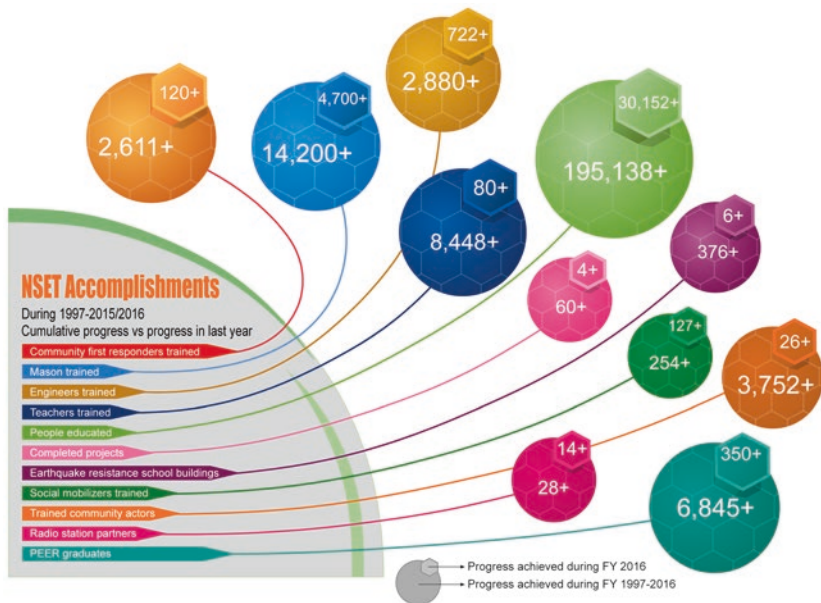 120+
2,611+
4,700+
14,200+
722+
2,880+
30,152+
195,138+
80+
8,448+
6+
376+
4+
60+
127+
254+
26+
3,752+
14+
28+
350+
6,845+
NSET Accomplishments
During 1997-2015/2016
Cumulative progress vs progress in last year
Community first responders trained
Mason trained
Engineers trained
Teachers trained
People educated
Completed projects
Earthquake resistance school buildings
Social mobilizers trained
Trained community actors
Radio station partners
PEER graduates
Progress achieved during FY 2016
Progress achieved during FY 1997-2016